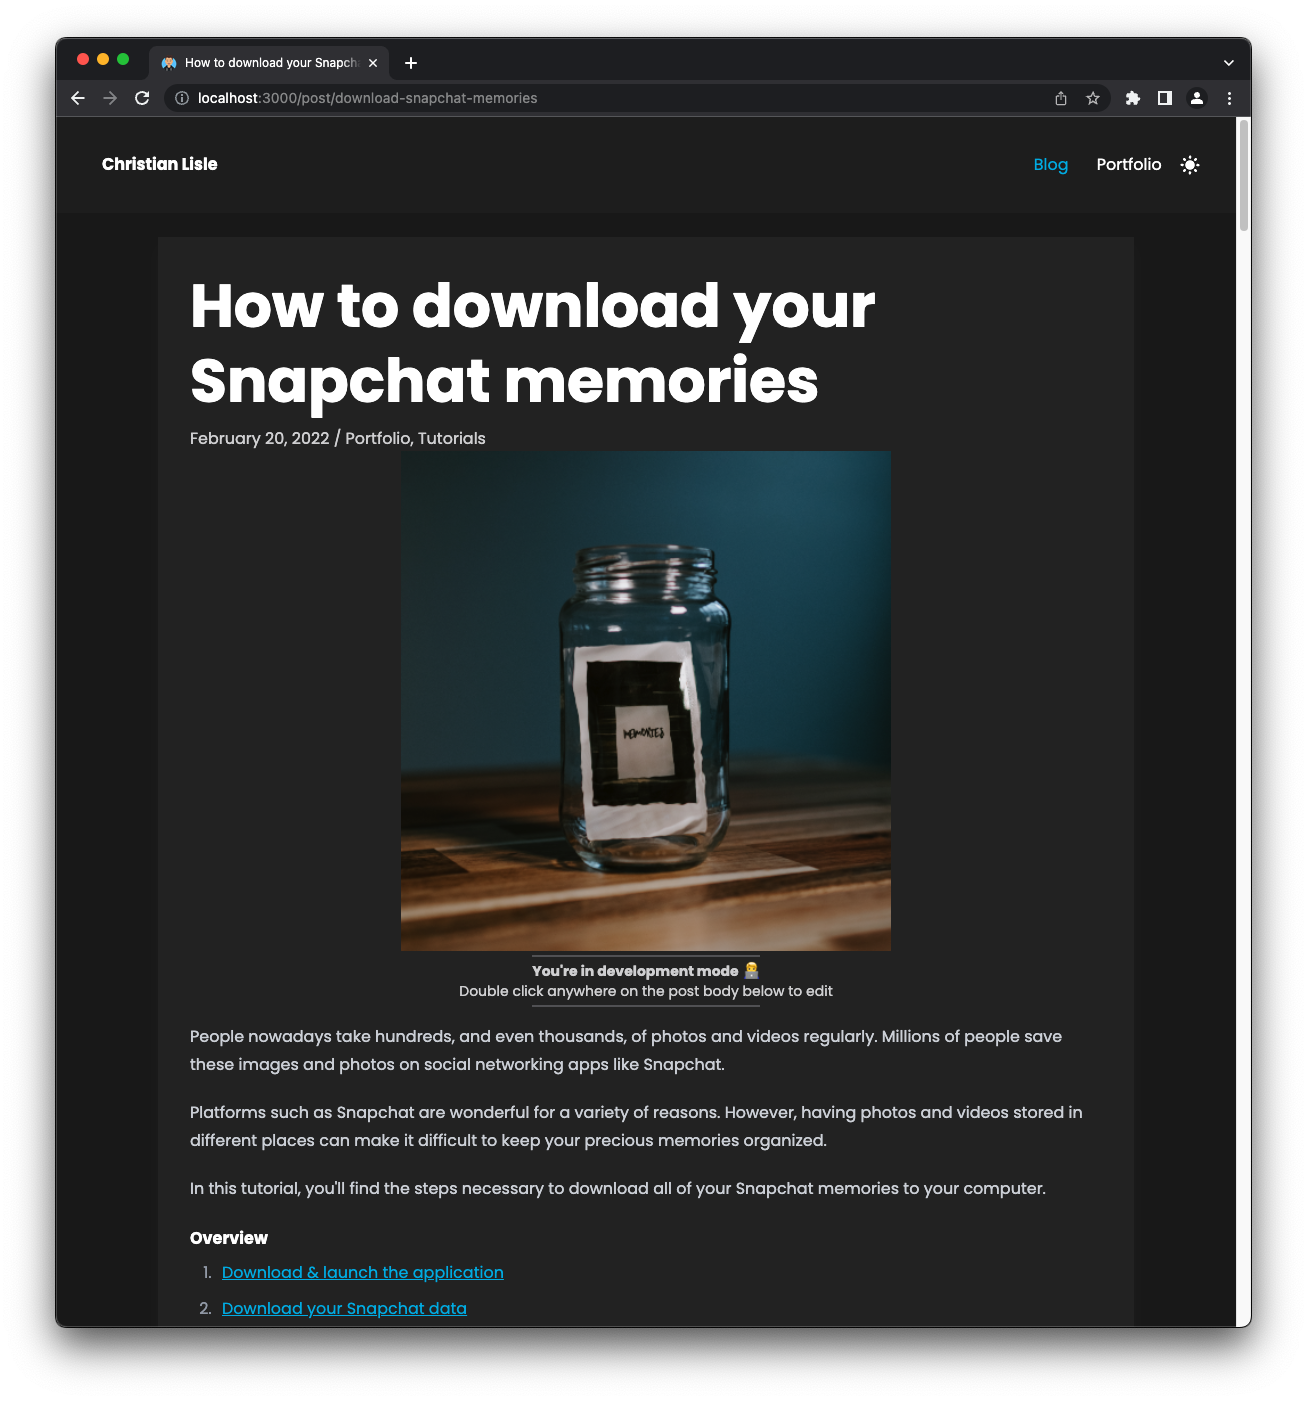 How to download your Snapch
localhost:3000/post/download-snapchat-memories
Christian Lisle
Blog
Portfolio
How to download your
Snapchat memories
February 20, 2022 / Portfolio, Tutorials
MEMORIES
You're in development mode 👨‍💻
Double click anywhere on the post body below to edit
People nowadays take hundreds, and even thousands, of photos and videos regularly. Millions of people save
these images and photos on social networking apps like Snapchat.
Platforms such as Snapchat are wonderful for a variety of reasons. However, having photos and videos stored in
different places can make it difficult to keep your precious memories organized.
In this tutorial, you'll find the steps necessary to download all of your Snapchat memories to your computer.
Overview
1. Download & launch the application
2. Download your Snapchat data